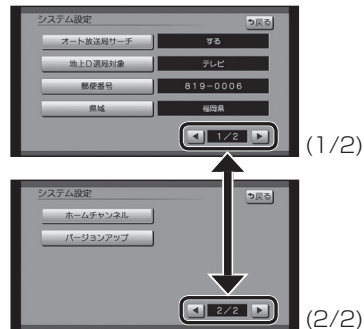 システム設定
戻る
オート放送局サーチ
する
地上D選局対象
テレビ
郵便番号
819-0006
県域
福岡県
1/2
(1/2)
システム設定
戻る
ホームチャンネル
バージョンアップ
2/2
(2/2)